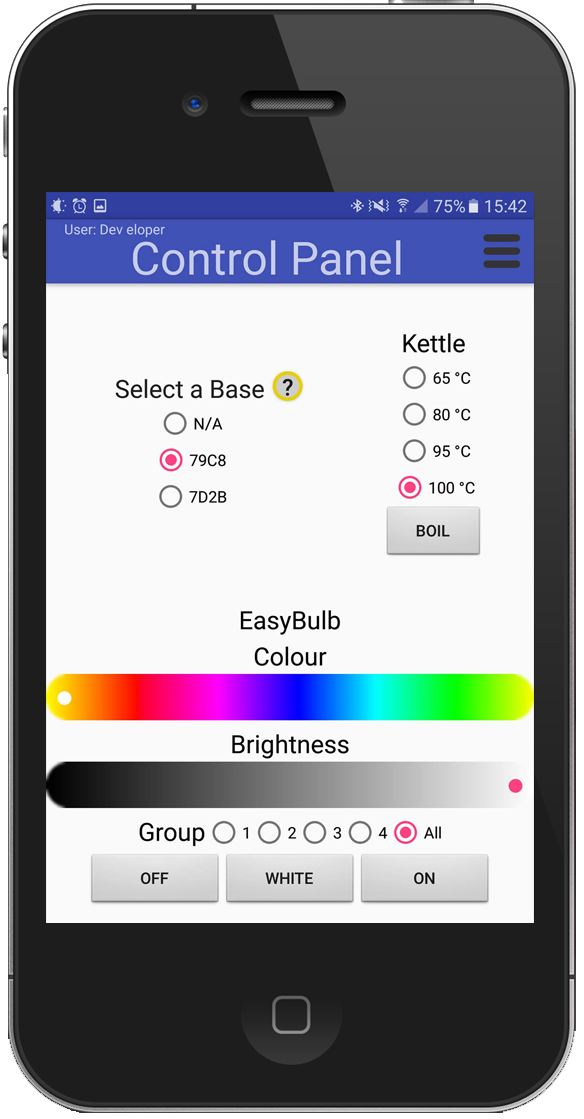 75% 15:42
User: Dev eloper
Control Panel
Select a Base ?
N/A
79C8
7D2B
Kettle
65 °C
80 °C
95 °C
100 °C
BOIL
EasyBulb
Colour
Brightness
Group 1 2 3 4 All
OFF WHITE ON